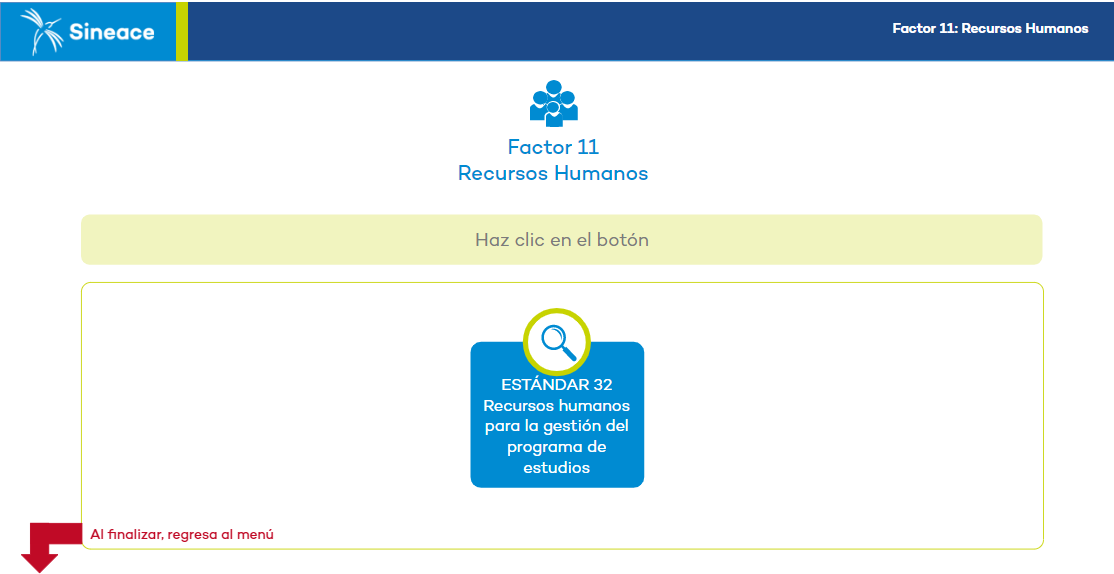 Sineace
Factor 11: Recursos Humanos
Factor 11
Recursos Humanos
Haz clic en el botón
ESTÁNDAR 32
Recursos humanos
para la gestión del
programa de
estudios
Al finalizar, regresa al menú